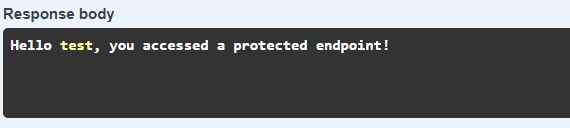 Response body
Hello test, you accessed a protected endpoint!